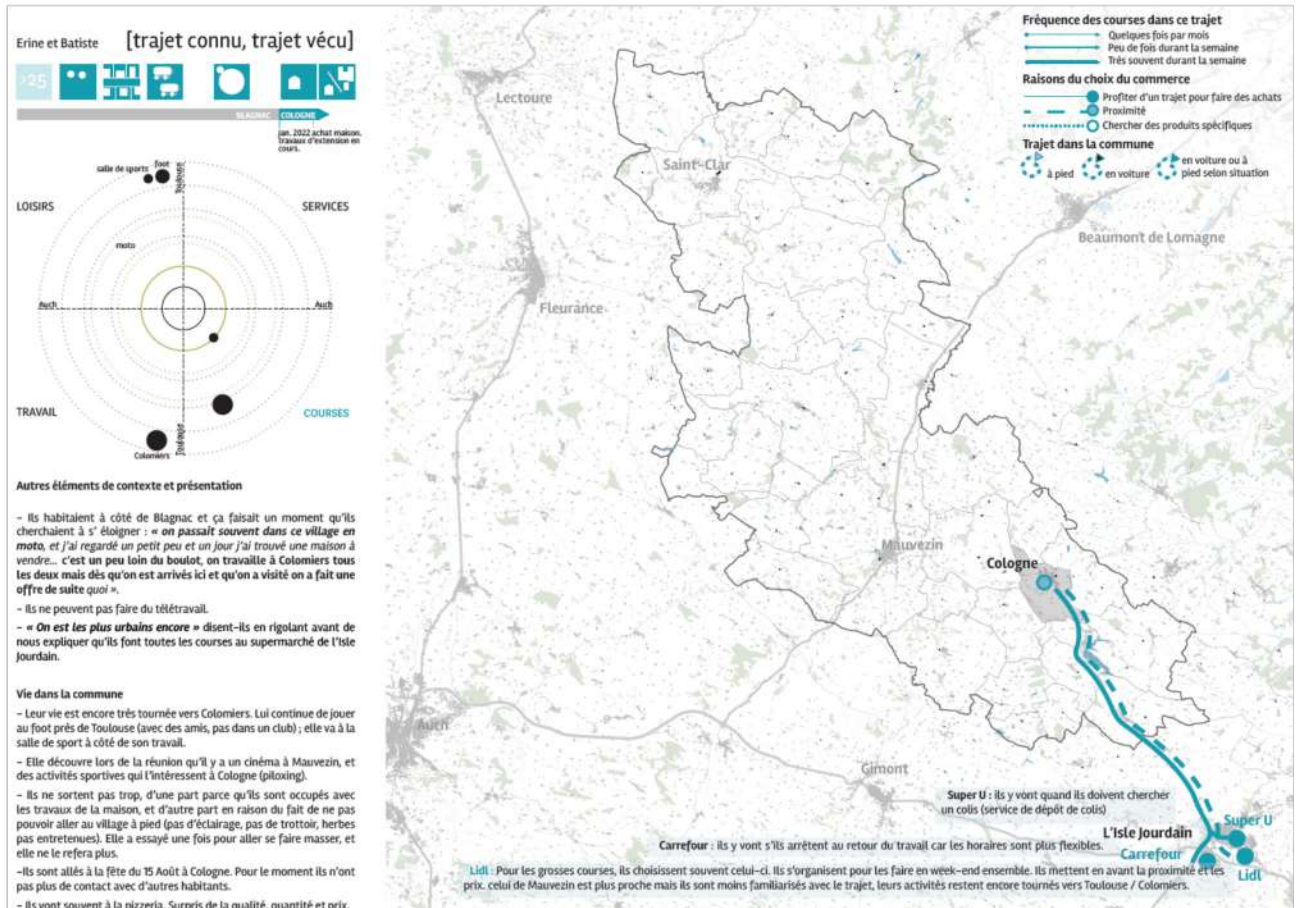 Erine et Batiste
[trajet connu, trajet vécu]
>25
BLAGNAC
COLOGNE
jan. 2022 achat maison.
travaux d'extension en
cours.
salle de sports
foot
Toulouse
LOISIRS
SERVICES
moto
Auch
Auch
TRAVAIL
COURSES
Colomiers
Toulouse
Autres éléments de contexte et présentation
– Ils habitaient à côté de Blagnac et ça faisait un moment qu'ils
cherchaient à s' éloigner : « on passait souvent dans ce village en
moto, et j'ai regardé un petit peu et un jour j'ai trouvé une maison à
vendre... c'est un peu loin du boulot, on travaille à Colomiers tous
les deux mais dès qu'on est arrivés ici et qu'on a visité on a fait une
offre de suite quoi ».
– Ils ne peuvent pas faire du télétravail.
– « On est les plus urbains encore » disent-ils en rigolant avant de
nous expliquer qu'ils font toutes les courses au supermarché de l'Isle
Jourdain.
Vie dans la commune
– Leur vie est encore très tournée vers Colomiers. Lui continue de jouer
au foot près de Toulouse (avec des amis, pas dans un club) ; elle va à la
salle de sport à côté de son travail.
– Elle découvre lors de la réunion qu'il y a un cinéma à Mauvezin, et
des activités sportives qui l'intéressent à Cologne (piloxing).
– Ils ne sortent pas trop, d'une part parce qu'ils sont occupés avec
les travaux de la maison, et d'autre part en raison du fait de ne pas
pouvoir aller au village à pied (pas d'éclairage, pas de trottoir, herbes
pas entretenues). Elle a essayé une fois pour aller se faire masser, et
elle ne le refera plus.
–Ils sont allés à la fête du 15 Août à Cologne. Pour le moment ils n'ont
pas plus de contact avec d'autres habitants.
– Ils vont souvent à la pizzeria. Surpris de la qualité, quantité et prix.
Fréquence des courses dans ce trajet
Quelques fois par mois
Peu de fois durant la semaine
Très souvent durant la semaine
Raisons du choix du commerce
Profiter d'un trajet pour faire des achats
Proximité
Chercher des produits spécifiques
Trajet dans la commune
à pied
en voiture
en voiture ou à
pied selon situation
Lectoure
Saint-Clar
Beaumont de Lomagne
Fleurance
Mauvezin
Cologne
Auch
Gimont
Super U : ils y vont quand ils doivent chercher
un colis (service de dépôt de colis)
L'Isle Jourdain
Super U
Carrefour : ils y vont s'ils arrêtent au retour du travail car les horaires sont plus flexibles.
Carrefour
Lidl
Lidl : Pour les grosses courses, ils choisissent souvent celui-ci. Ils s'organisent pour les faire en week-end ensemble. Ils mettent en avant la proximité et les
prix. celui de Mauvezin est plus proche mais ils sont moins familiarisés avec le trajet, leurs activités restent encore tournés vers Toulouse / Colomiers.